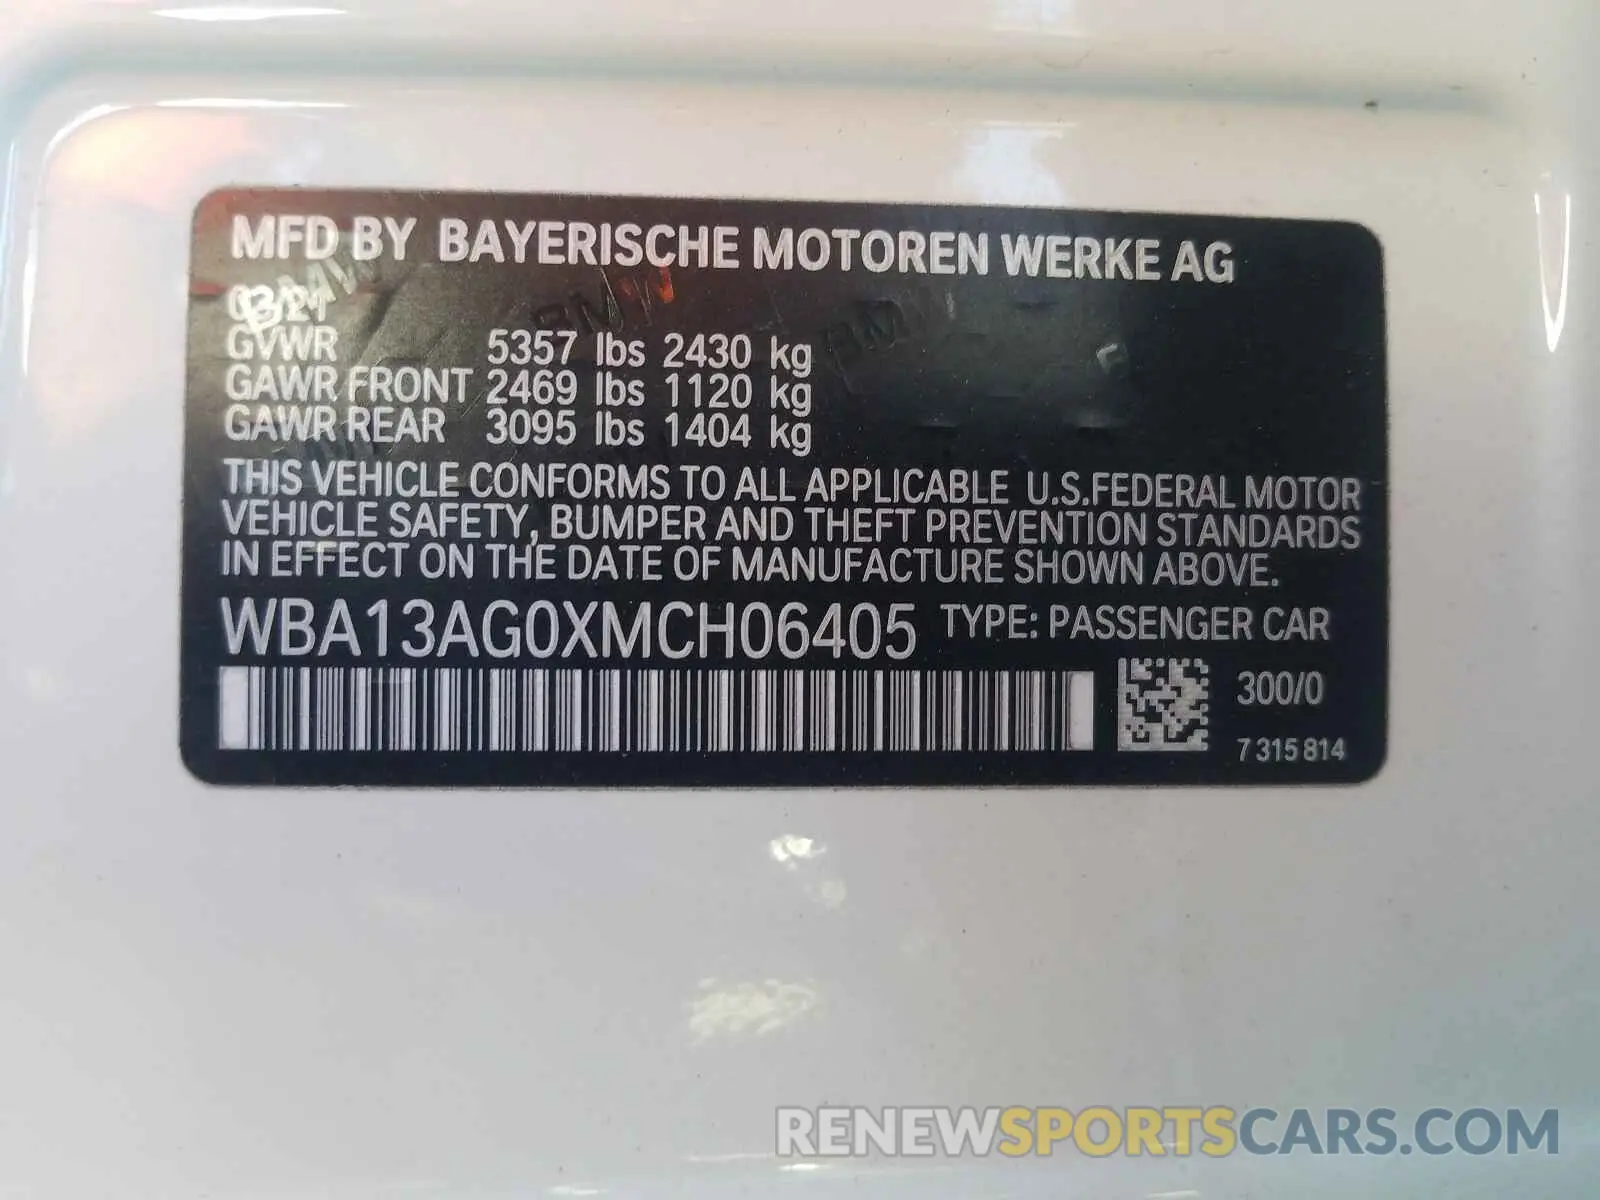 MFD BY BAYERISCHE MOTOREN WERKE AG
GVWR 5357 lbs 2430 kg
GAWR FRONT 2469 lbs 1120 kg
GAWR REAR 3095 lbs 1404 kg
THIS VEHICLE CONFORMS TO ALL APPLICABLE U.S.FEDERAL MOTOR
VEHICLE SAFETY, BUMPER AND THEFT PREVENTION STANDARDS
IN EFFECT ON THE DATE OF MANUFACTURE SHOWN ABOVE.
WBA13AG0XMCH06405 TYPE: PASSENGER CAR
300/0
7 315 814
RENEWSPORTSCARS.COM